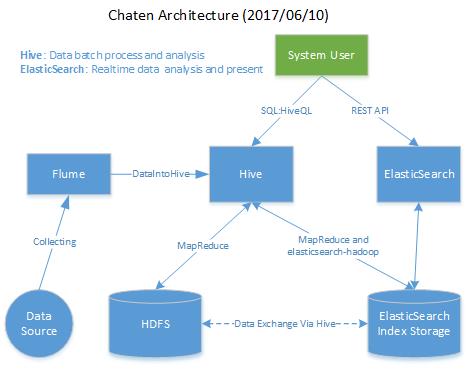 Chaten Architecture (2017/06/10)
Hive : Data batch process and analysis
ElasticSearch : Realtime data analysis and present
System User
SQL:HiveQL
REST API
Flume
DataIntoHive
Hive
ElasticSearch
Collecting
MapReduce
MapReduce and
elasticsearch-hadoop
Data
Source
HDFS
Data Exchange Via Hive
ElasticSearch
Index Storage